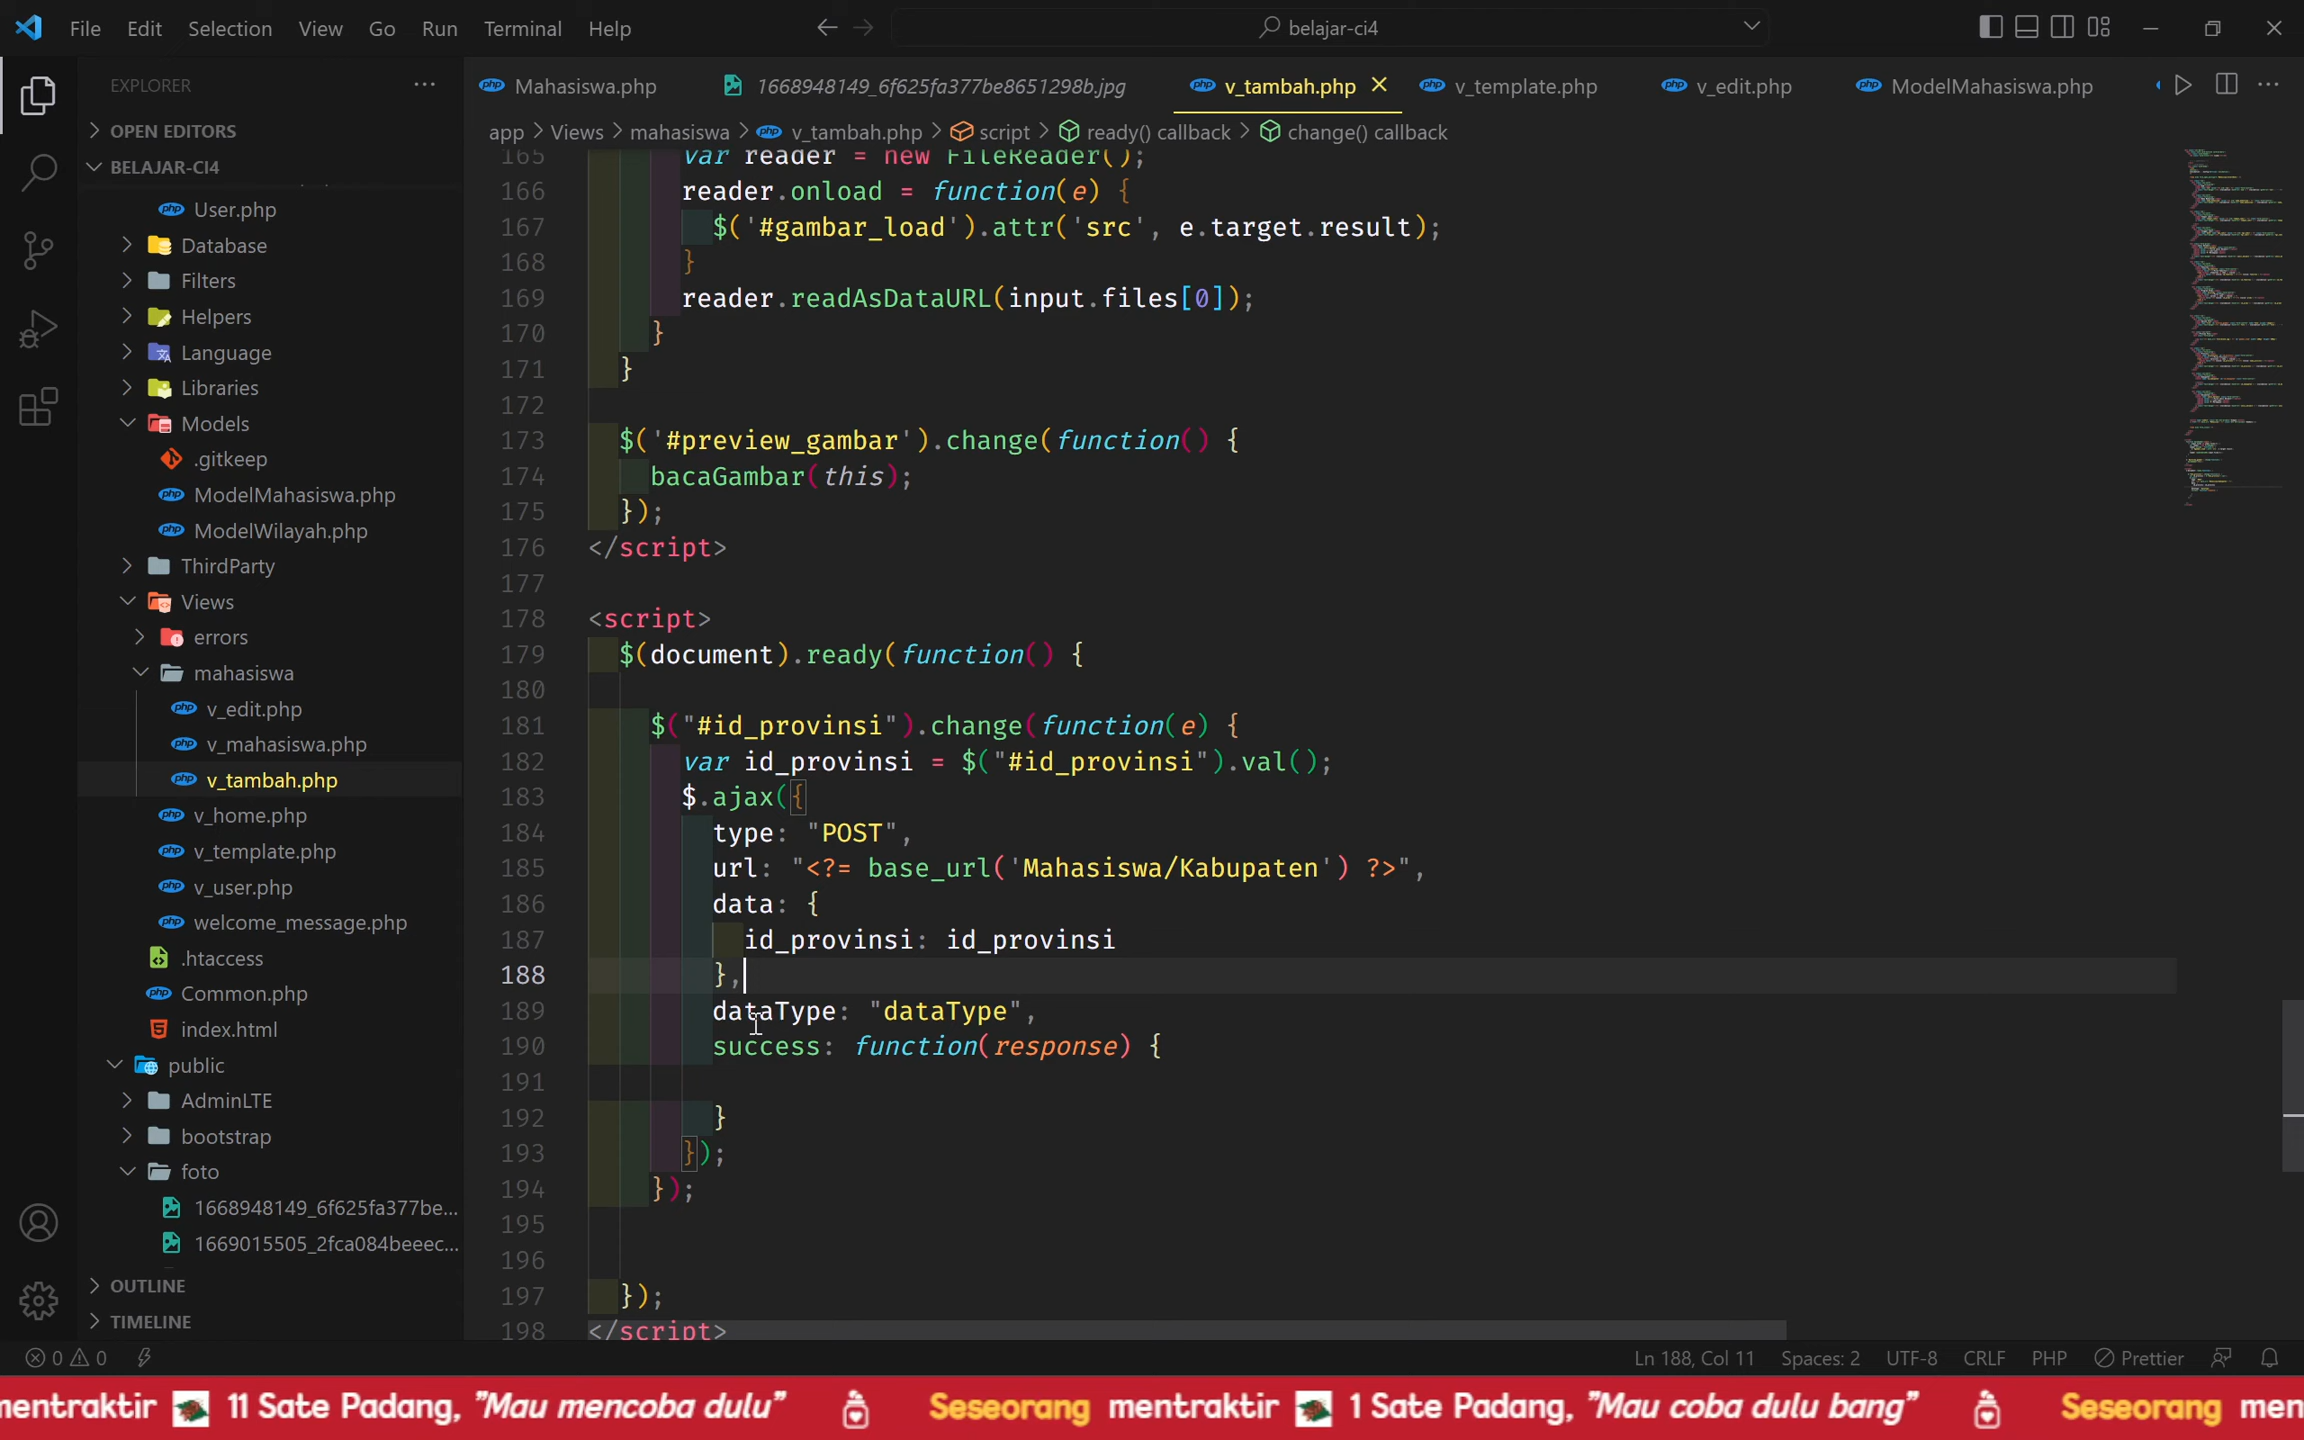 File Edit Selection View Go Run Terminal Help
belajar-ci4
EXPLORER
OPEN EDITORS
BELAJAR-CI4
User.php
Database
Filters
Helpers
Language
Libraries
Models
.gitkeep
ModelMahasiswa.php
ModelWilayah.php
ThirdParty
Views
errors
mahasiswa
v_edit.php
v_mahasiswa.php
v_tambah.php
v_home.php
v_template.php
v_user.php
welcome_message.php
.htaccess
Common.php
index.html
public
AdminLTE
bootstrap
foto
1668948149_6f625fa377be...
1669015505_2fca084beeec...
OUTLINE
TIMELINE
Mahasiswa.php 1668948149_6f625fa377be8651298b.jpg v_tambah.php v_template.php v_edit.php ModelMahasiswa.php
app > Views > mahasiswa > v_tambah.php > script > ready() callback > change() callback
165 var reader = new FileReader();
166 reader.onload = function(e) {
167 $('#gambar_load').attr('src', e.target.result);
168 }
169 reader.readAsDataURL(input.files[0]);
170 }
171 }
172
173 $('#preview_gambar').change(function() {
174 bacaGambar(this);
175 });
176 </script>
177
178 <script>
179 $(document).ready(function() {
180
181 $("#id_provinsi").change(function(e) {
182 var id_provinsi = $("#id_provinsi").val();
183 $.ajax({
184 type: "POST",
185 url: "<?= base_url('Mahasiswa/Kabupaten') ?>",
186 data: {
187 id_provinsi: id_provinsi
188 },
189 dataType: "dataType",
190 success: function(response) {
191
192 }
193 });
194 });
195
196
197 });
198 </script>
0 0
Ln 188, Col 11 Spaces: 2 UTF-8 CRLF PHP Prettier
mentraktir 11 Sate Padang, "Mau mencoba dulu" Seseorang mentraktir 1 Sate Padang, "Mau coba dulu bang" Seseorang men